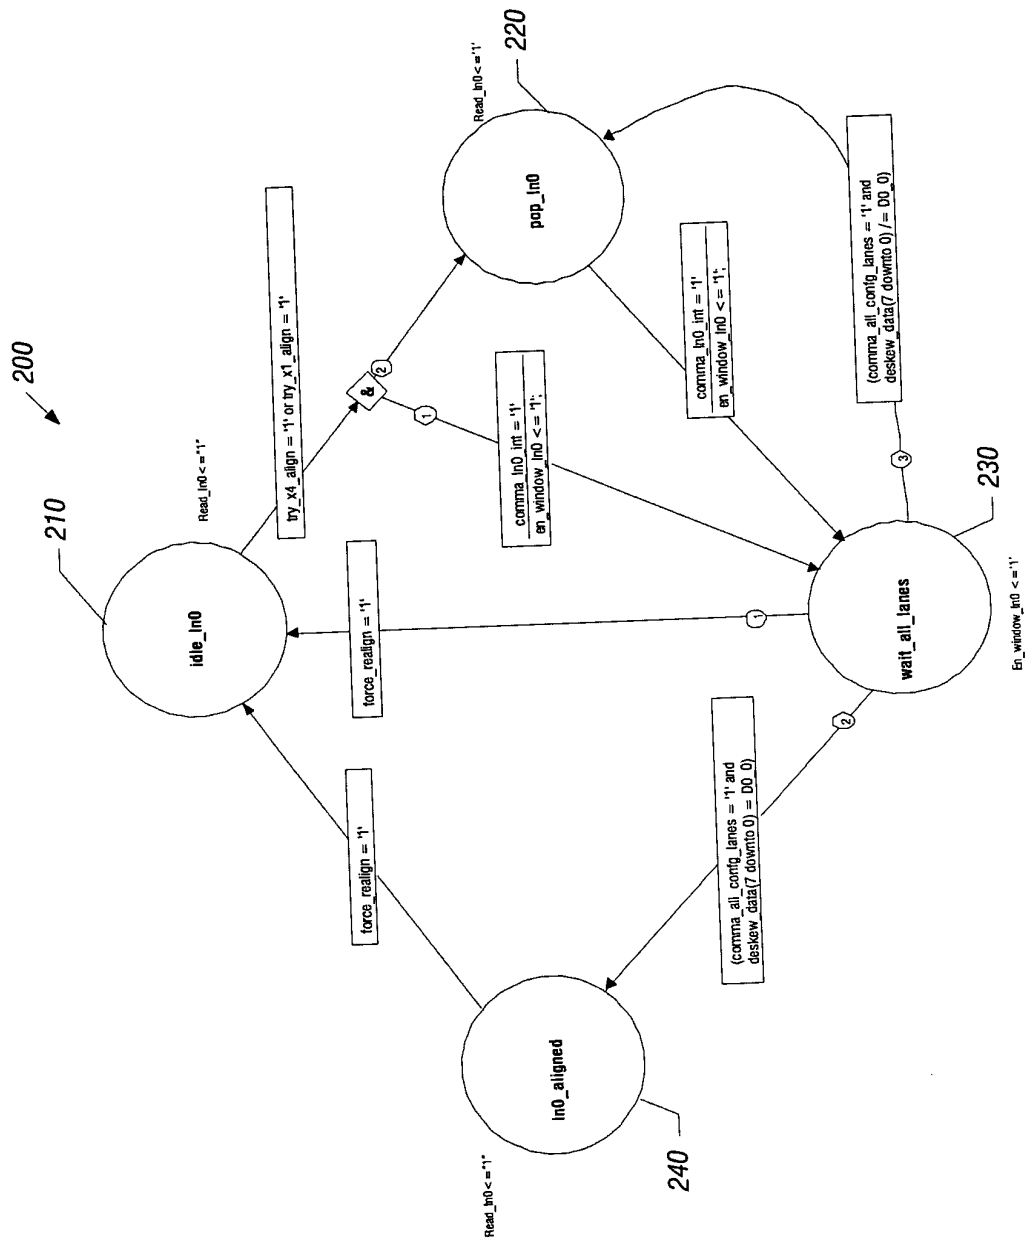 200
210
idle_ln0
Read_ln0<="1"
try_x4_align = '1' or try_x1_align = '1'
force_realign = '1'
force_realign = '1'
&
2
1
Read_ln0<='1'
220
pop_ln0
comma_ln0_int = '1'
en_window_ln0 <= '1';
comma_ln0_int = '1'
en_window_ln0 <= '1';
Read_ln0<="1"
ln0_aligned
240
(comma_all_confg_lanes = '1' and
deskew_data(7 downto 0) = D0_0)
1
2
3
(comma_all_confg_lanes = '1' and
deskew_data(7 downto 0) /= D0_0)
wait_all_lanes
230
En_window_ln0 <='1'